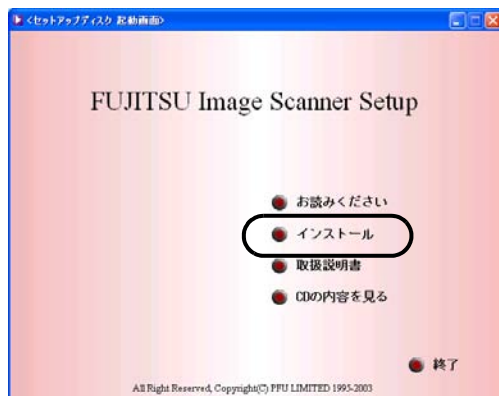 <セットアップディスク 起動画面>
FUJITSU Image Scanner Setup
お読みください
インストール
取扱説明書
CDの内容を見る
終了
All Right Reserved, Copyright(C) PFU LIMITED 1995-2003